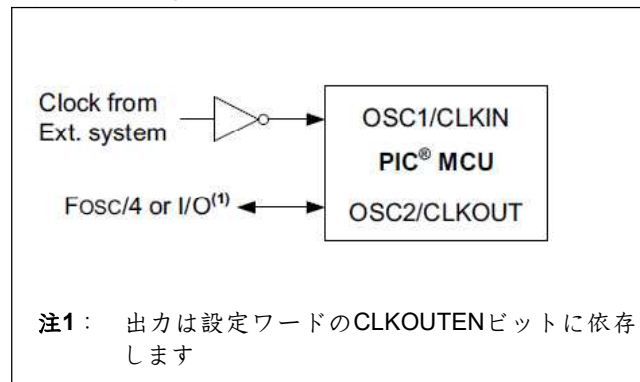 Clock from
Ext. system
OSC1/CLKIN
PIC® MCU
FOSC/4 or I/O(1)
OSC2/CLKOUT
注1： 出力は設定ワードのCLKOUTENビットに依存
します